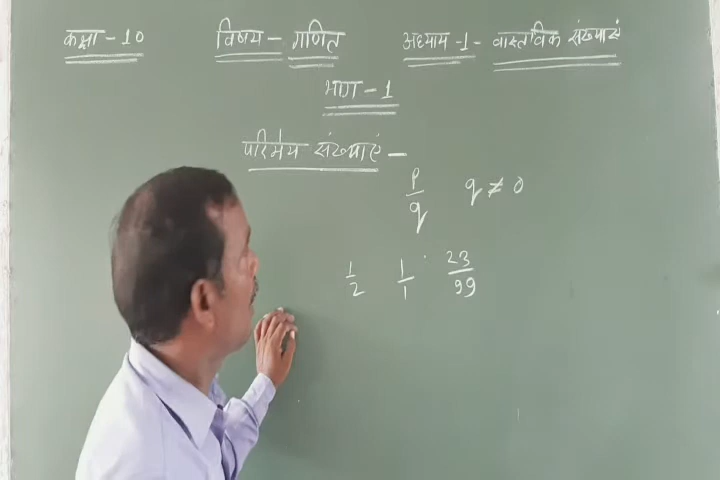 कक्षा - 10 विषय - गणित अध्याय -1- वास्तविक संख्याएं
भाग - 1
परिमेय संख्याएं -
p/q q ≠ 0
1/2 1/1 23/99